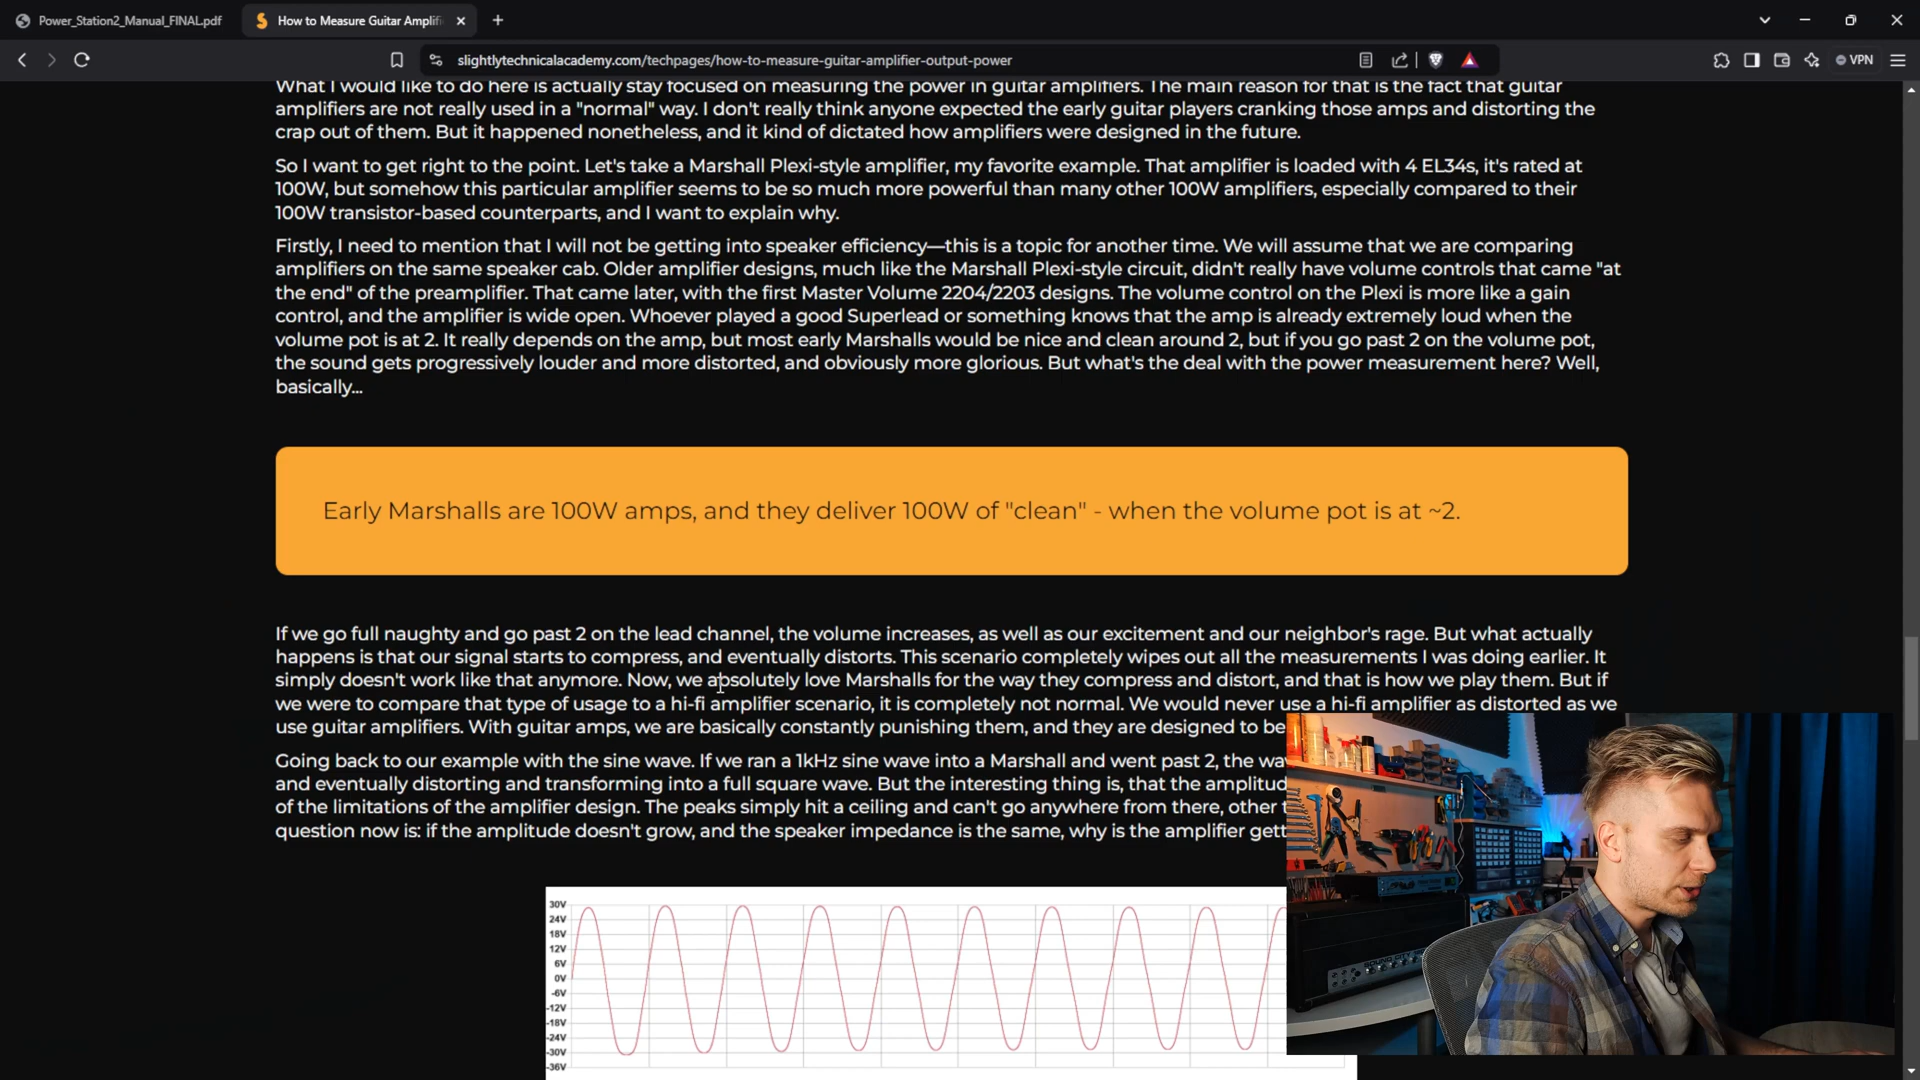 Power_Station2_Manual_FINAL.pdf
How to Measure Guitar Amplifi
slightlytechnicalacademy.com/techpages/how-to-measure-guitar-amplifier-output-power
VPN
What I would like to do here is actually stay focused on measuring the power in guitar amplifiers. The main reason for that is the fact that guitar
amplifiers are not really used in a "normal" way. I don't really think anyone expected the early guitar players cranking those amps and distorting the
crap out of them. But it happened nonetheless, and it kind of dictated how amplifiers were designed in the future.
So I want to get right to the point. Let's take a Marshall Plexi-style amplifier, my favorite example. That amplifier is loaded with 4 EL34s, it's rated at
100W, but somehow this particular amplifier seems to be so much more powerful than many other 100W amplifiers, especially compared to their
100W transistor-based counterparts, and I want to explain why.
Firstly, I need to mention that I will not be getting into speaker efficiency—this is a topic for another time. We will assume that we are comparing
amplifiers on the same speaker cab. Older amplifier designs, much like the Marshall Plexi-style circuit, didn't really have volume controls that came "at
the end" of the preamplifier. That came later, with the first Master Volume 2204/2203 designs. The volume control on the Plexi is more like a gain
control, and the amplifier is wide open. Whoever played a good Superlead or something knows that the amp is already extremely loud when the
volume pot is at 2. It really depends on the amp, but most early Marshalls would be nice and clean around 2, but if you go past 2 on the volume pot,
the sound gets progressively louder and more distorted, and obviously more glorious. But what's the deal with the power measurement here? Well,
basically...
Early Marshalls are 100W amps, and they deliver 100W of "clean" - when the volume pot is at ~2.
If we go full naughty and go past 2 on the lead channel, the volume increases, as well as our excitement and our neighbor's rage. But what actually
happens is that our signal starts to compress, and eventually distorts. This scenario completely wipes out all the measurements I was doing earlier. It
simply doesn't work like that anymore. Now, we absolutely love Marshalls for the way they compress and distort, and that is how we play them. But if
we were to compare that type of usage to a hi-fi amplifier scenario, it is completely not normal. We would never use a hi-fi amplifier as distorted as we
use guitar amplifiers. With guitar amps, we are basically constantly punishing them, and they are designed to be
Going back to our example with the sine wave. If we ran a 1kHz sine wave into a Marshall and went past 2, the wa
and eventually distorting and transforming into a full square wave. But the interesting thing is, that the amplitud
of the limitations of the amplifier design. The peaks simply hit a ceiling and can't go anywhere from there, other
question now is: if the amplitude doesn't grow, and the speaker impedance is the same, why is the amplifier gett
30V
24V
18V
12V
6V
0V
-6V
-12V
-18V
-24V
-30V
-36V